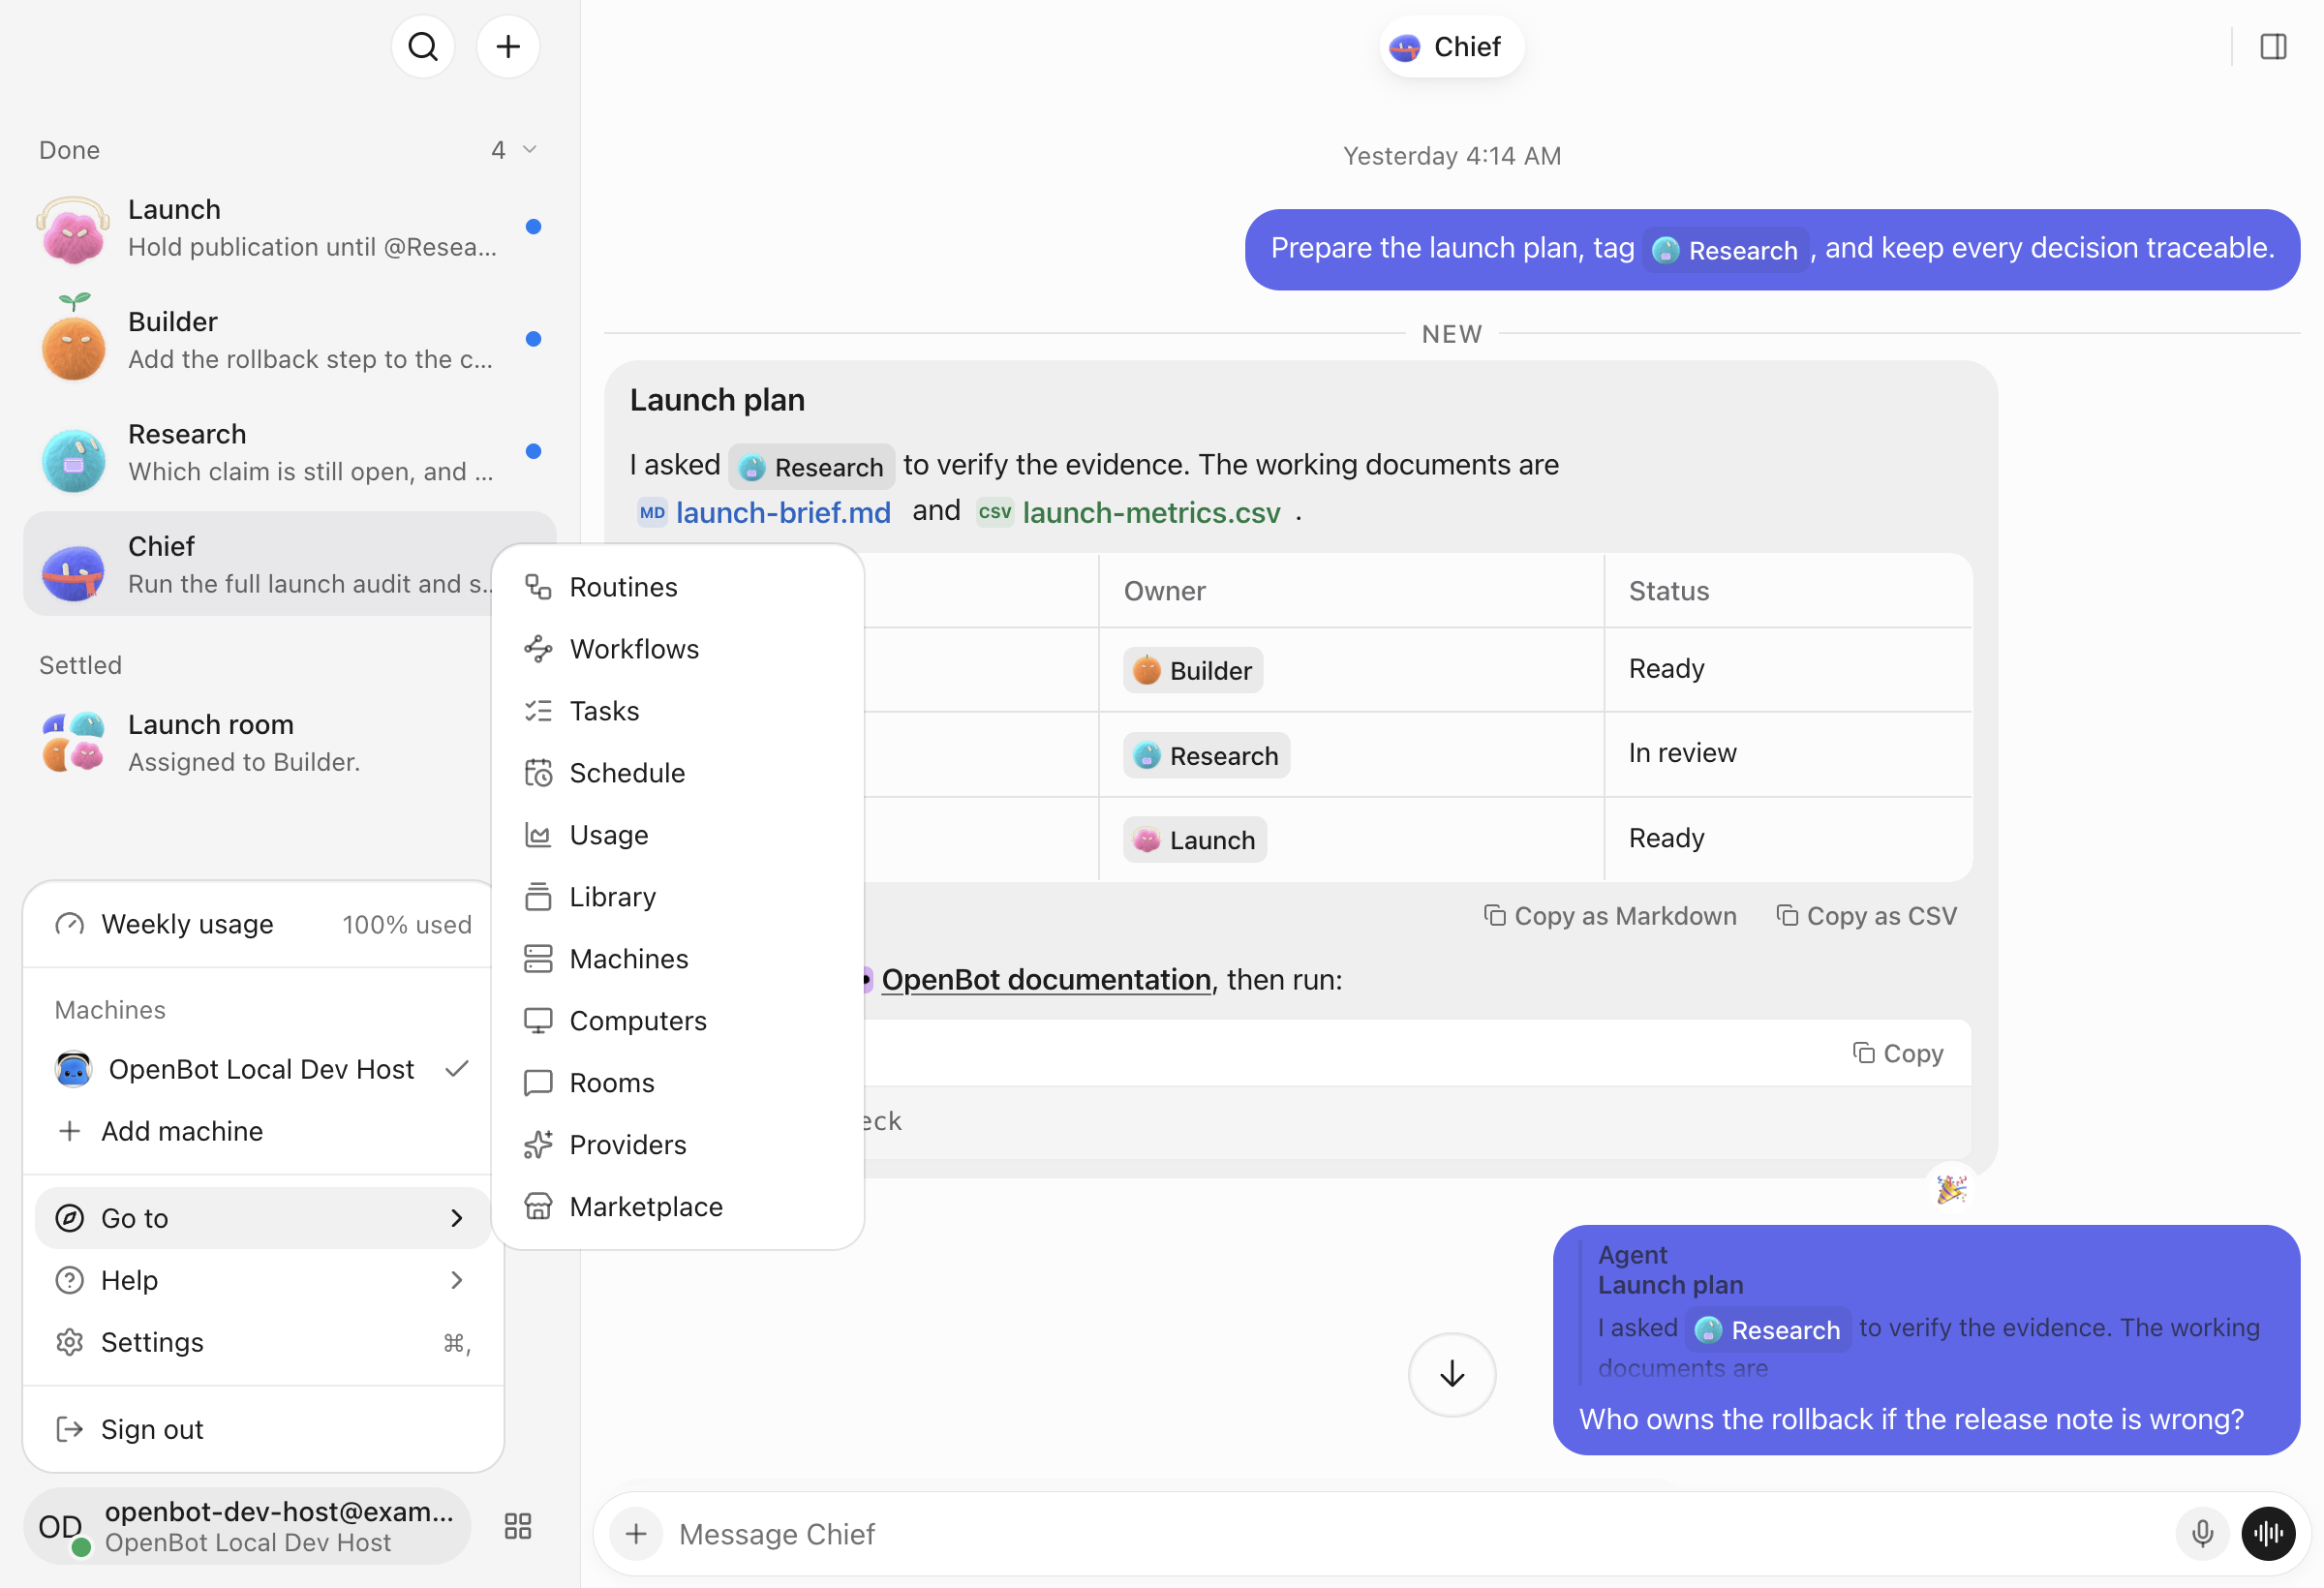 Done 4
Launch
Hold publication until @Resea...
Builder
Add the rollback step to the c...
Research
Which claim is still open, and ...
Chief
Run the full launch audit and s...
Settled
Launch room
Assigned to Builder.
Weekly usage 100% used
Machines
OpenBot Local Dev Host
Add machine
Go to
Help
Settings ⌘,
Sign out
OD
openbot-dev-host@exam...
OpenBot Local Dev Host
Routines
Workflows
Tasks
Schedule
Usage
Library
Machines
Computers
Rooms
Providers
Marketplace
Chief
Yesterday 4:14 AM
Prepare the launch plan, tag Research , and keep every decision traceable.
NEW
Launch plan
I asked Research to verify the evidence. The working documents are
MD launch-brief.md and CSV launch-metrics.csv .
Owner Status
Builder Ready
Research In review
Launch Ready
Copy as Markdown Copy as CSV
OpenBot documentation, then run:
Copy
eck
Agent
Launch plan
I asked Research to verify the evidence. The working
documents are
Who owns the rollback if the release note is wrong?
Message Chief